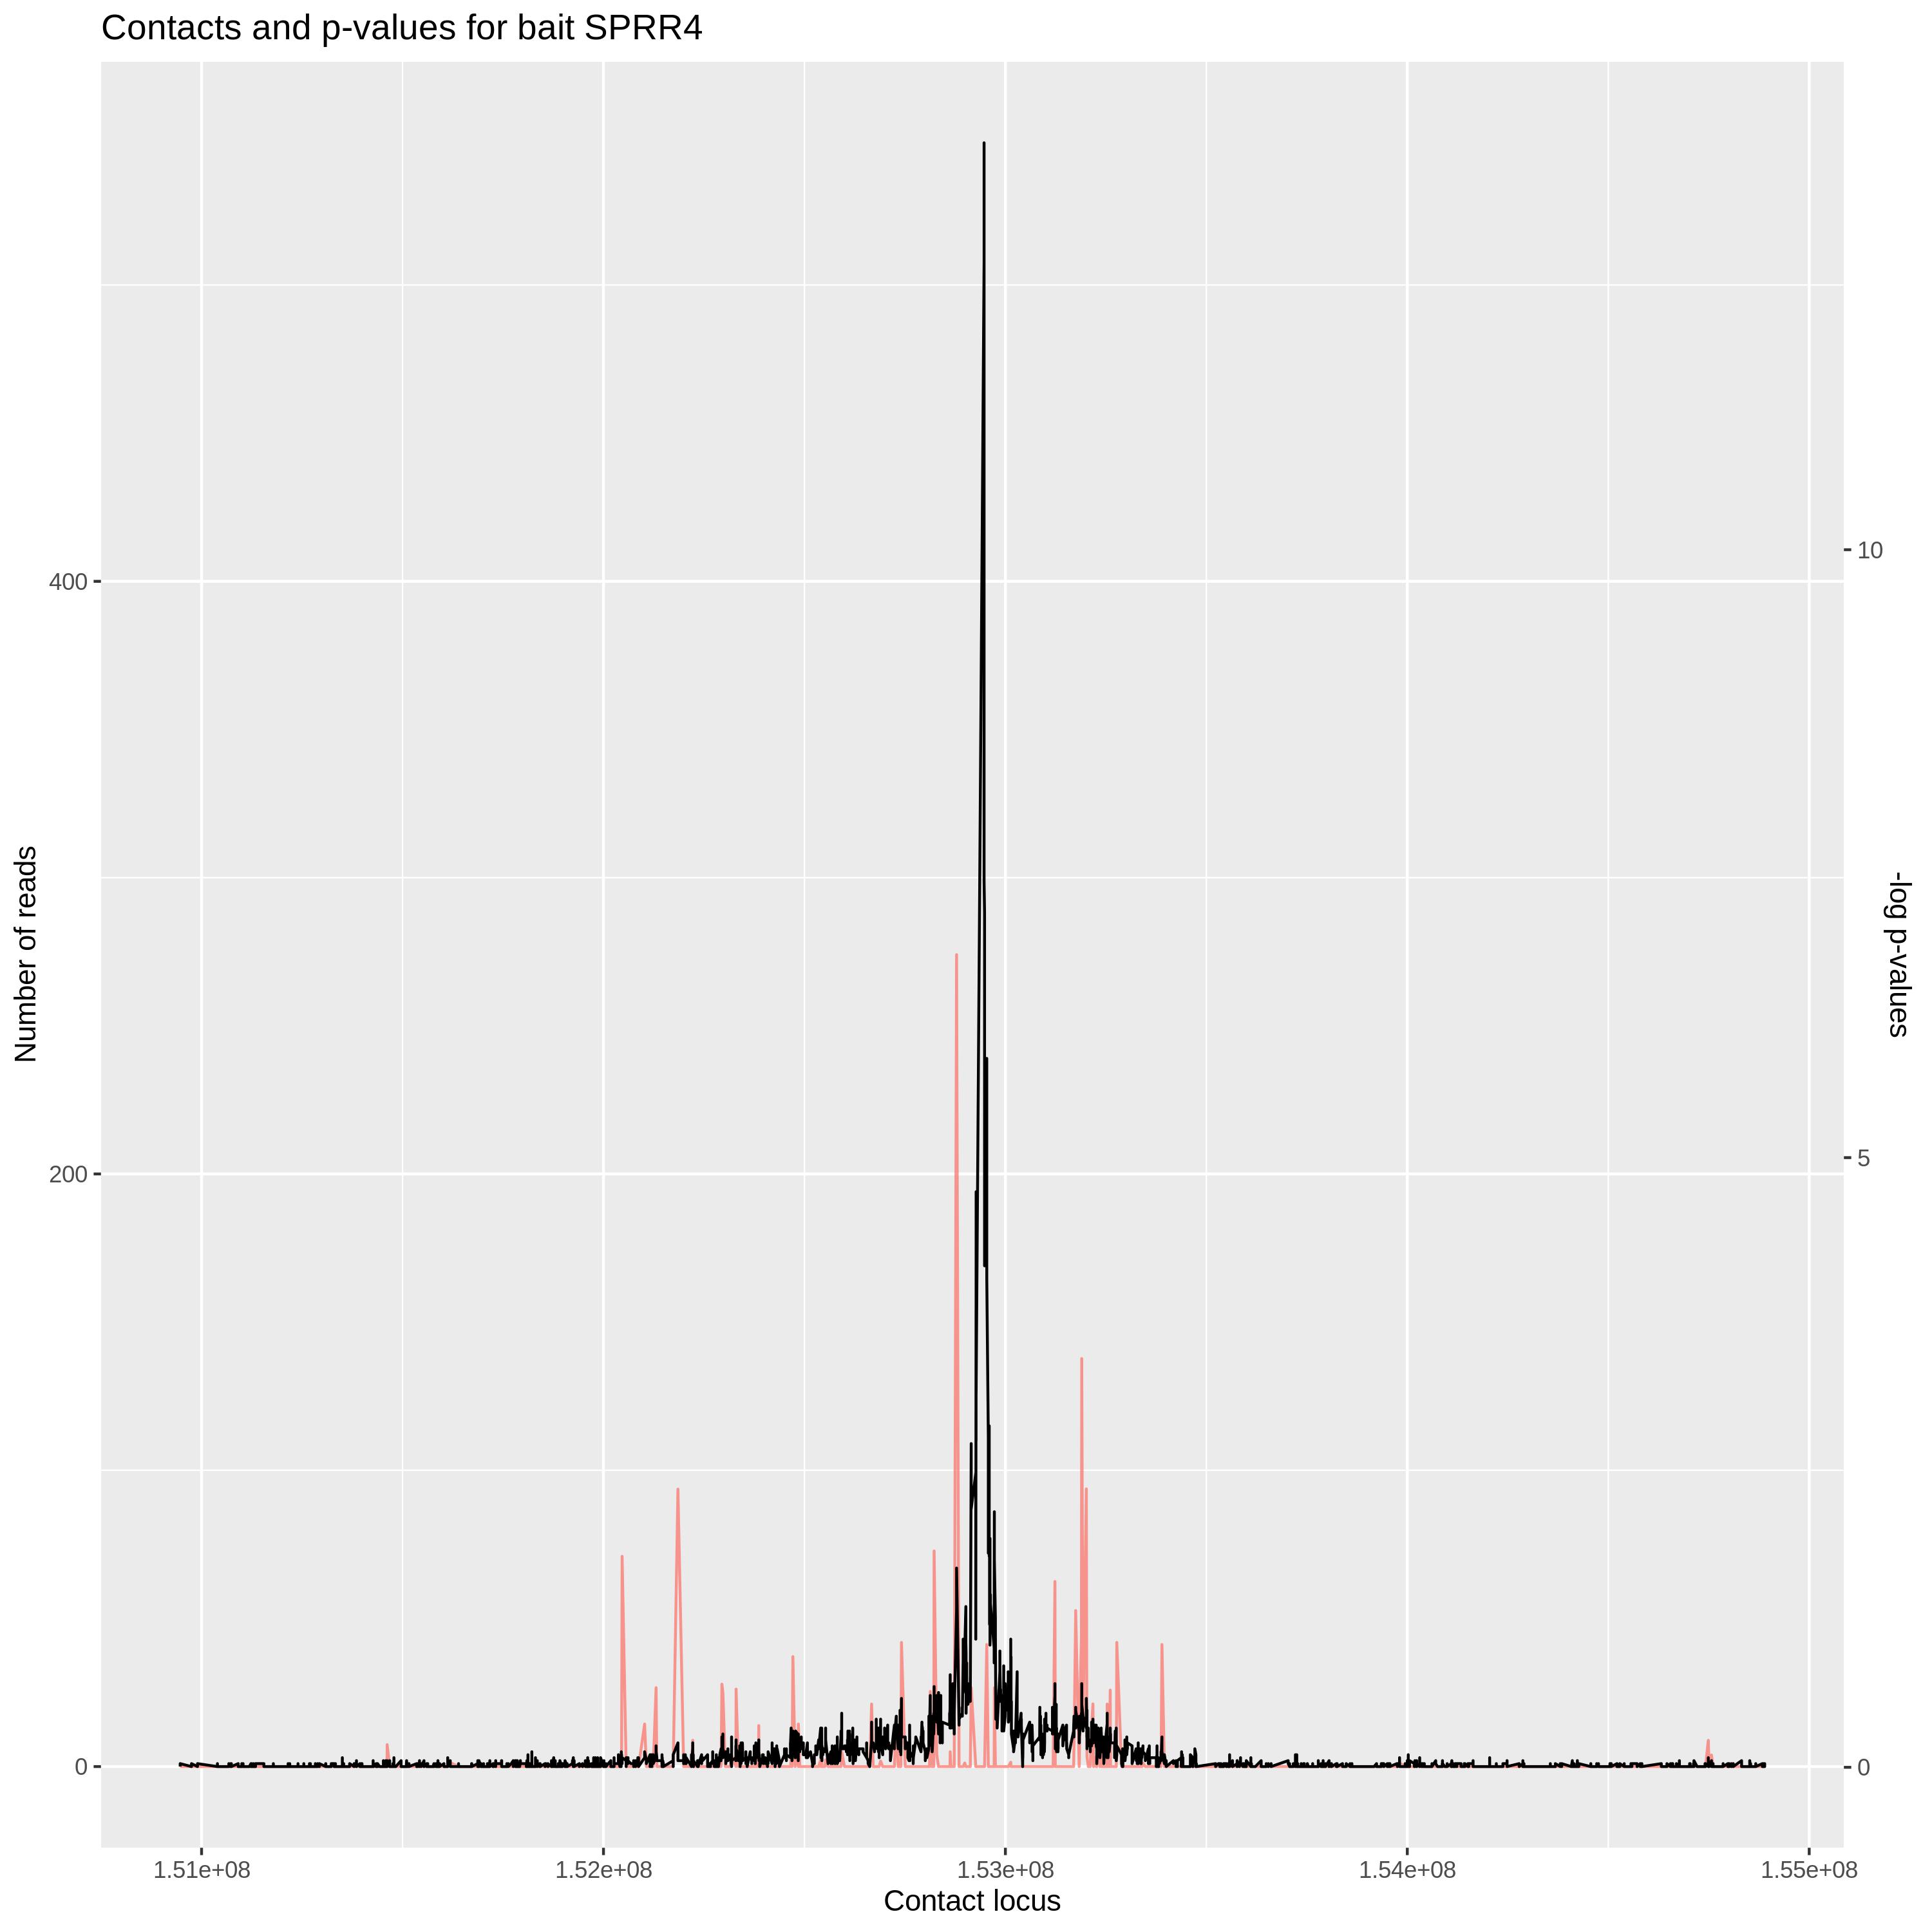 Contacts and p-values for bait SPRR4
Number of reads
400
200
0
10
5
0
-log p-values
1.51e+08
1.52e+08
1.53e+08
1.54e+08
1.55e+08
Contact locus